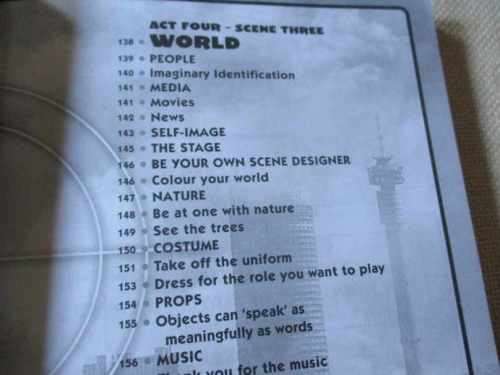 ACT FOUR - SCENE THREE
138 • WORLD
139 • PEOPLE
140 • Imaginary Identification
141 • MEDIA
141 • Movies
142 • News
143 • SELF-IMAGE
145 • THE STAGE
146 • BE YOUR OWN SCENE DESIGNER
146 • Colour your world
147 • NATURE
148 • Be at one with nature
149 • See the trees
150 • COSTUME
151 • Take off the uniform
153 • Dress for the role you want to play
154 • PROPS
155 • Objects can 'speak' as
meaningfully as words
156 • MUSIC
you for the music